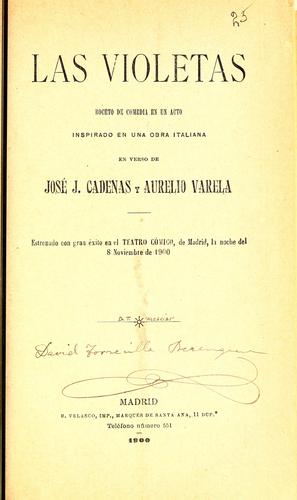 25
LAS VIOLETAS
BOCETO DE COMEDIA EN UN ACTO
INSPIRADO EN UNA OBRA ITALIANA
EN VERSO DE
JOSÉ J. CADENAS Y AURELIO VARELA
Estrenado con gran éxito en el TEATRO CÓMICO, de Madrid, la noche del
8 Noviembre de 1900
David Torrecilla
MADRID
R. VELASCO, IMP., MARQUÉS DE SANTA ANA, 11 DUP.º
Teléfono número 551
1900